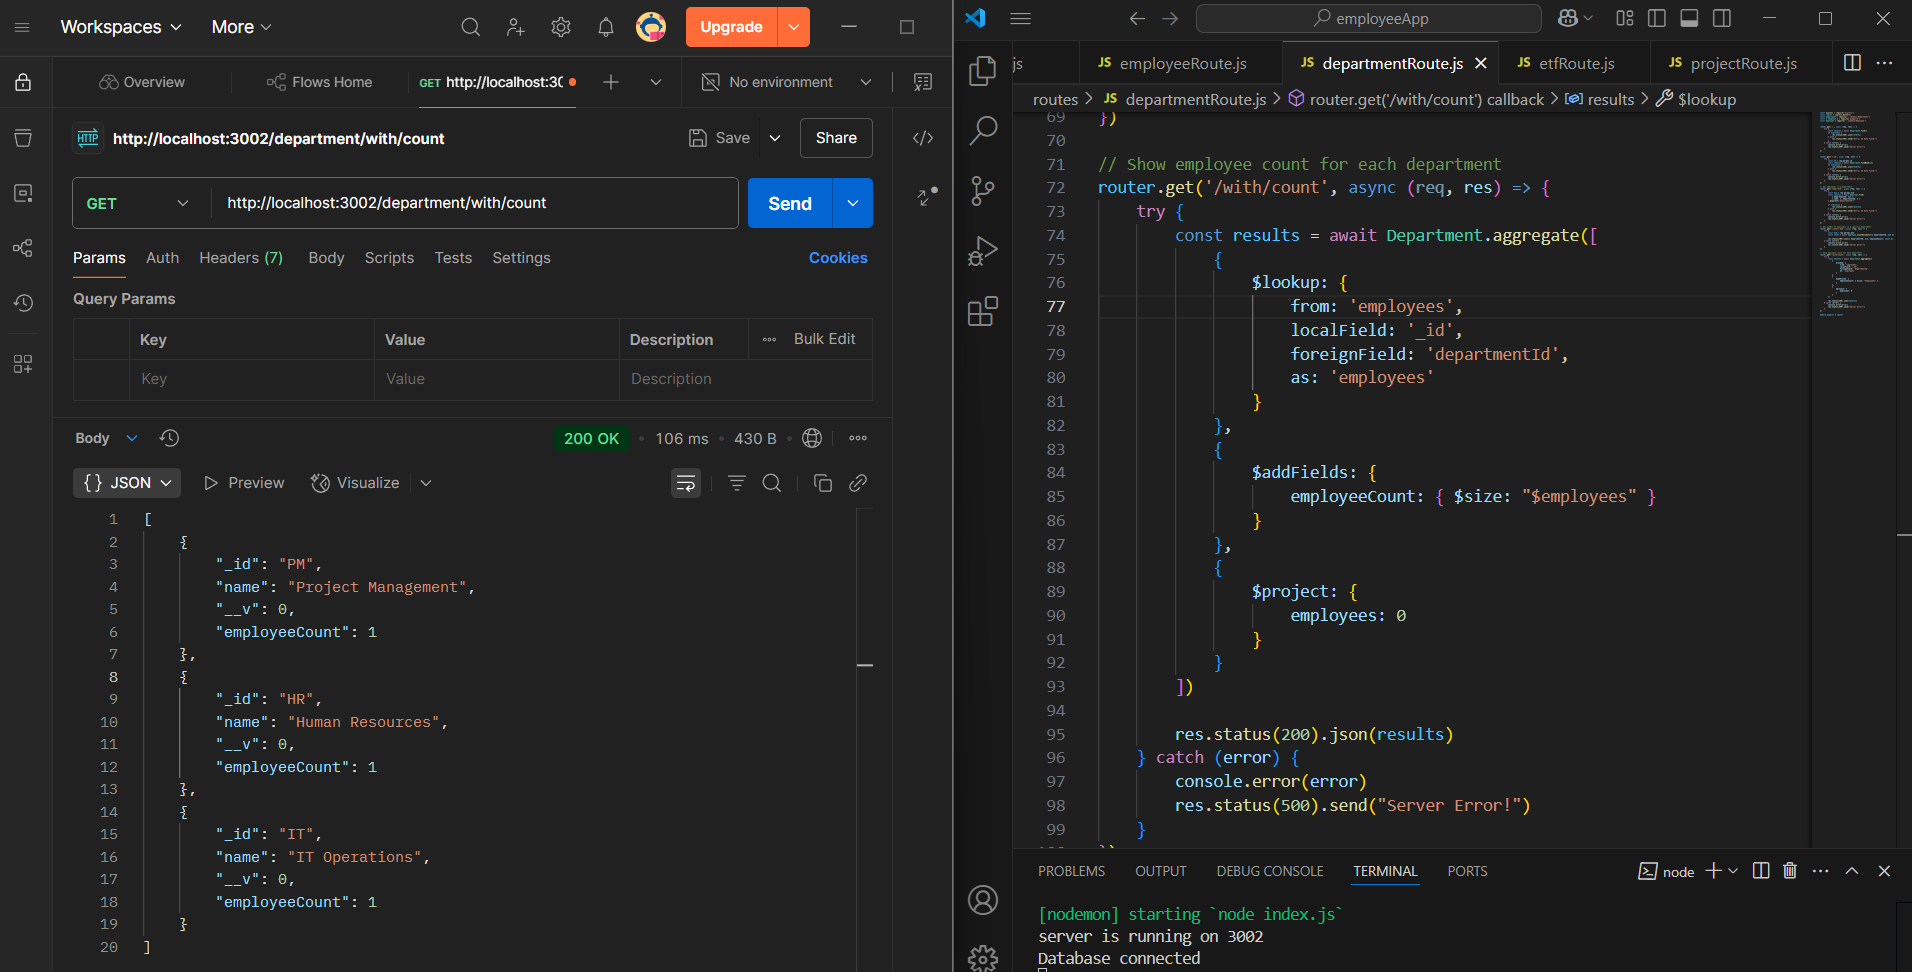 Workspaces More Upgrade
Overview Flows Home GET http://localhost:30 No environment
HTTP http://localhost:3002/department/with/count Save Share
GET http://localhost:3002/department/with/count Send
Params Auth Headers (7) Body Scripts Tests Settings Cookies
Query Params
Key Value Description Bulk Edit
Key Value Description
Body 200 OK 106 ms 430 B
{} JSON Preview Visualize
1 [
2 {
3 "_id": "PM",
4 "name": "Project Management",
5 "__v": 0,
6 "employeeCount": 1
7 },
8 {
9 "_id": "HR",
10 "name": "Human Resources",
11 "__v": 0,
12 "employeeCount": 1
13 },
14 {
15 "_id": "IT",
16 "name": "IT Operations",
17 "__v": 0,
18 "employeeCount": 1
19 }
20 ]
employeeApp
js JS employeeRoute.js JS departmentRoute.js JS etfRoute.js JS projectRoute.js
routes > JS departmentRoute.js > router.get('/with/count') callback > results > $lookup
69 })
70
71 // Show employee count for each department
72 router.get('/with/count', async (req, res) => {
73 try {
74 const results = await Department.aggregate([
75 {
76 $lookup: {
77 from: 'employees',
78 localField: '_id',
79 foreignField: 'departmentId',
80 as: 'employees'
81 }
82 },
83 {
84 $addFields: {
85 employeeCount: { $size: "$employees" }
86 }
87 },
88 {
89 $project: {
90 employees: 0
91 }
92 }
93 ])
94
95 res.status(200).json(results)
96 } catch (error) {
97 console.error(error)
98 res.status(500).send("Server Error!")
99 }
PROBLEMS OUTPUT DEBUG CONSOLE TERMINAL PORTS node
[nodemon] starting `node index.js`
server is running on 3002
Database connected